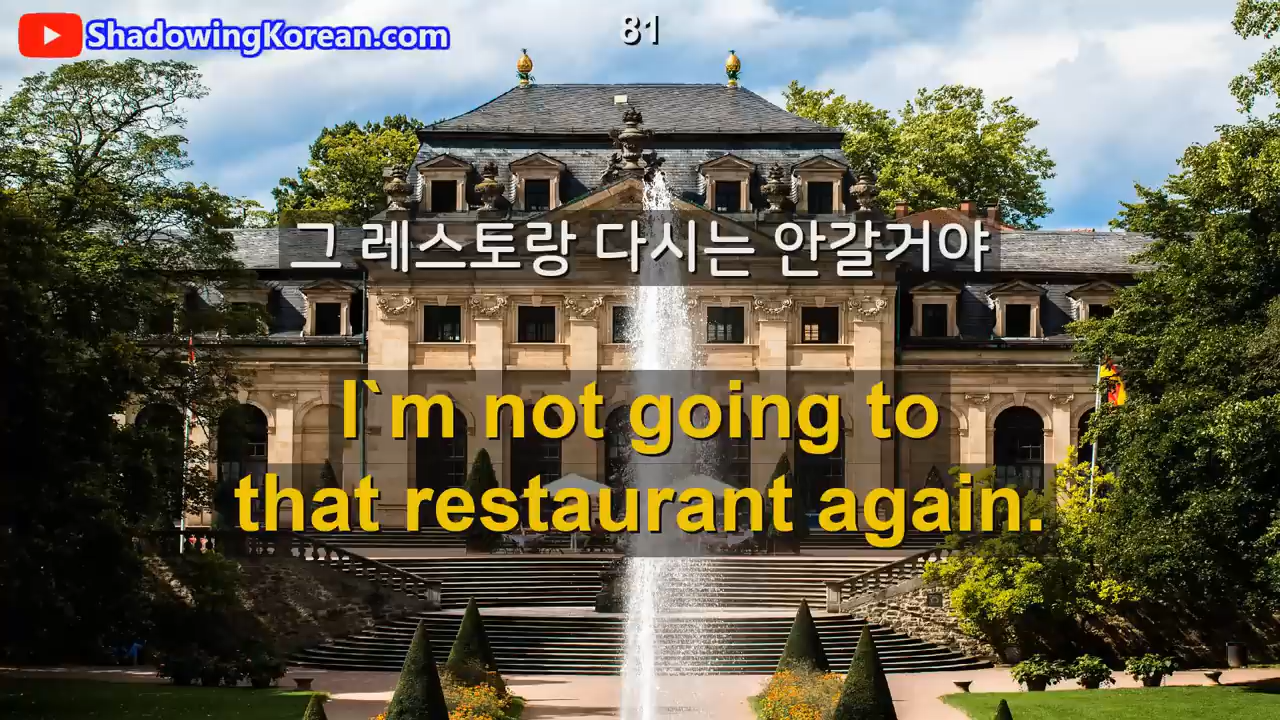 ShadowingKorean.com
81
그 레스토랑 다시는 안갈거야
I`m not going to
that restaurant again.